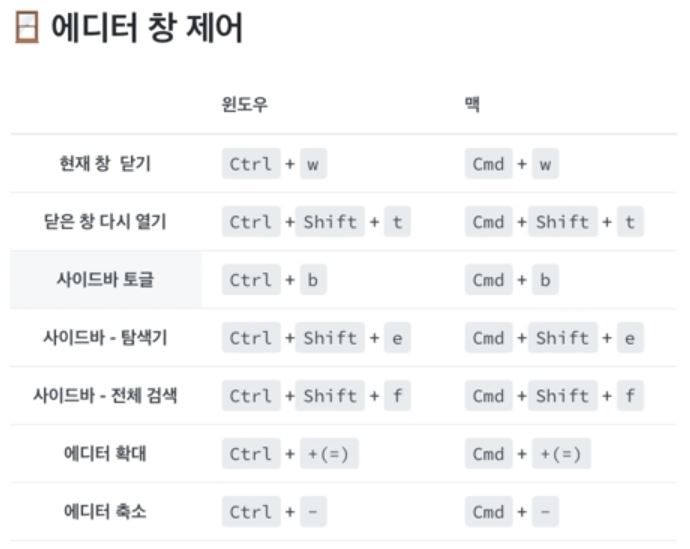 에디터 창 제어
윈도우 맥
현재 창 닫기 Ctrl + w Cmd + w
닫은 창 다시 열기 Ctrl + Shift + t Cmd + Shift + t
사이드바 토글 Ctrl + b Cmd + b
사이드바 - 탐색기 Ctrl + Shift + e Cmd + Shift + e
사이드바 - 전체 검색 Ctrl + Shift + f Cmd + Shift + f
에디터 확대 Ctrl + +(=) Cmd + +(=)
에디터 축소 Ctrl + - Cmd + -